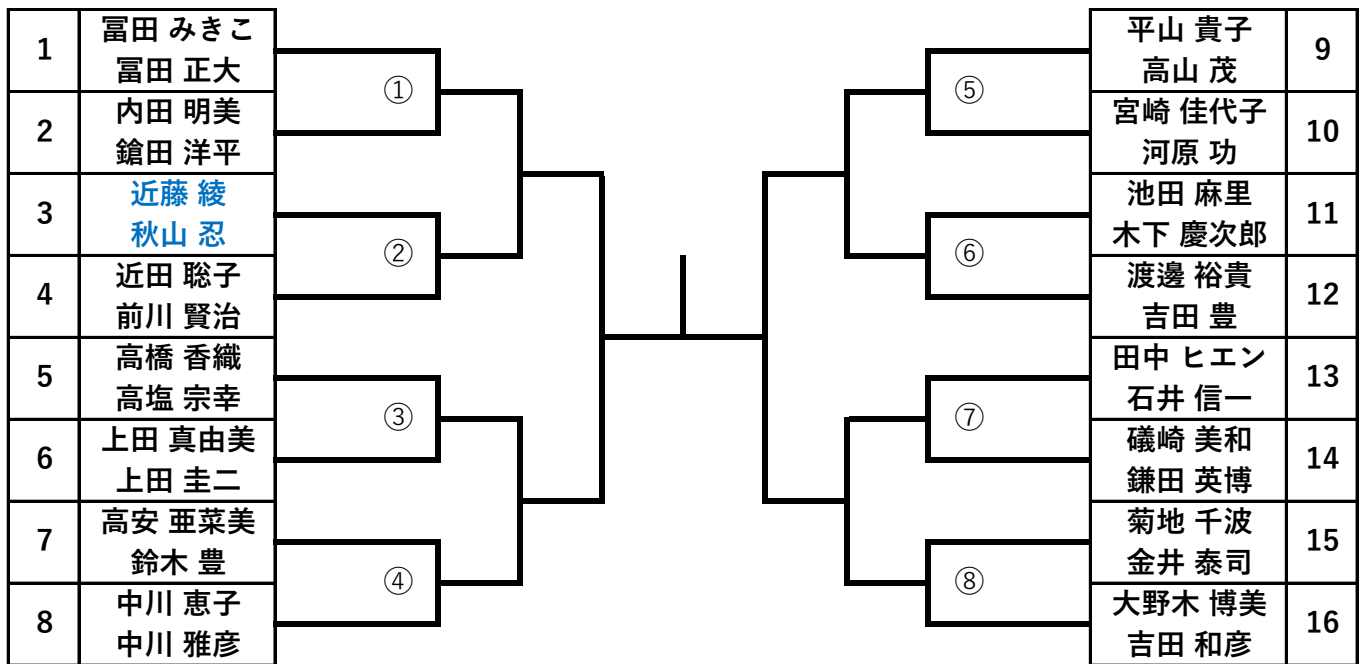 1
冨田 みきこ
冨田 正大
2
内田 明美
鎗田 洋平
3
近藤 綾
秋山 忍
4
近田 聡子
前川 賢治
5
高橋 香織
高塩 宗幸
6
上田 真由美
上田 圭二
7
高安 亜菜美
鈴木 豊
8
中川 恵子
中川 雅彦
①
②
③
④
⑤
⑥
⑦
⑧
平山 貴子
高山 茂
9
宮崎 佳代子
河原 功
10
池田 麻里
木下 慶次郎
11
渡邊 裕貴
吉田 豊
12
田中 ヒエン
石井 信一
13
礒崎 美和
鎌田 英博
14
菊地 千波
金井 泰司
15
大野木 博美
吉田 和彦
16